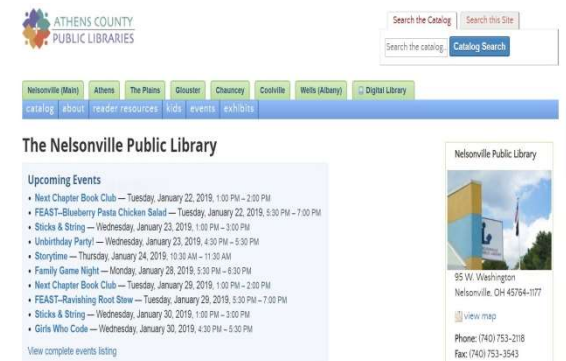 ATHENS COUNTY
PUBLIC LIBRARIES
Search the Catalog
Search this Site
Search the catalog..
Catalog Search
Nelsonville (Main)
Athens
The Plains
Glouster
Chauncey
Coolville
Wells (Albany)
Digital Library
catalog
about
reader resources
kids
events
exhibits
The Nelsonville Public Library
Upcoming Events
• Next Chapter Book Club — Tuesday, January 22, 2019, 1:00 PM – 2:00 PM
• FEAST–Blueberry Pasta Chicken Salad — Tuesday, January 22, 2019, 5:30 PM – 7:00 PM
• Sticks & String — Wednesday, January 23, 2019, 1:00 PM – 3:00 PM
• Unbirthday Party! — Wednesday, January 23, 2019, 4:30 PM – 5:30 PM
• Storytime — Thursday, January 24, 2019, 10:30 AM – 11:30 AM
• Family Game Night — Monday, January 28, 2019, 5:30 PM – 6:30 PM
• Next Chapter Book Club — Tuesday, January 29, 2019, 1:00 PM – 2:00 PM
• FEAST–Ravishing Root Stew — Tuesday, January 29, 2019, 5:30 PM – 7:00 PM
• Sticks & String — Wednesday, January 30, 2019, 1:00 PM – 3:00 PM
• Girls Who Code — Wednesday, January 30, 2019, 4:30 PM – 5:30 PM
View complete events listing
Nelsonville Public Library
95 W. Washington
Nelsonville, OH 45764-1177
view map
Phone: (740) 753-2118
Fax: (740) 753-3543